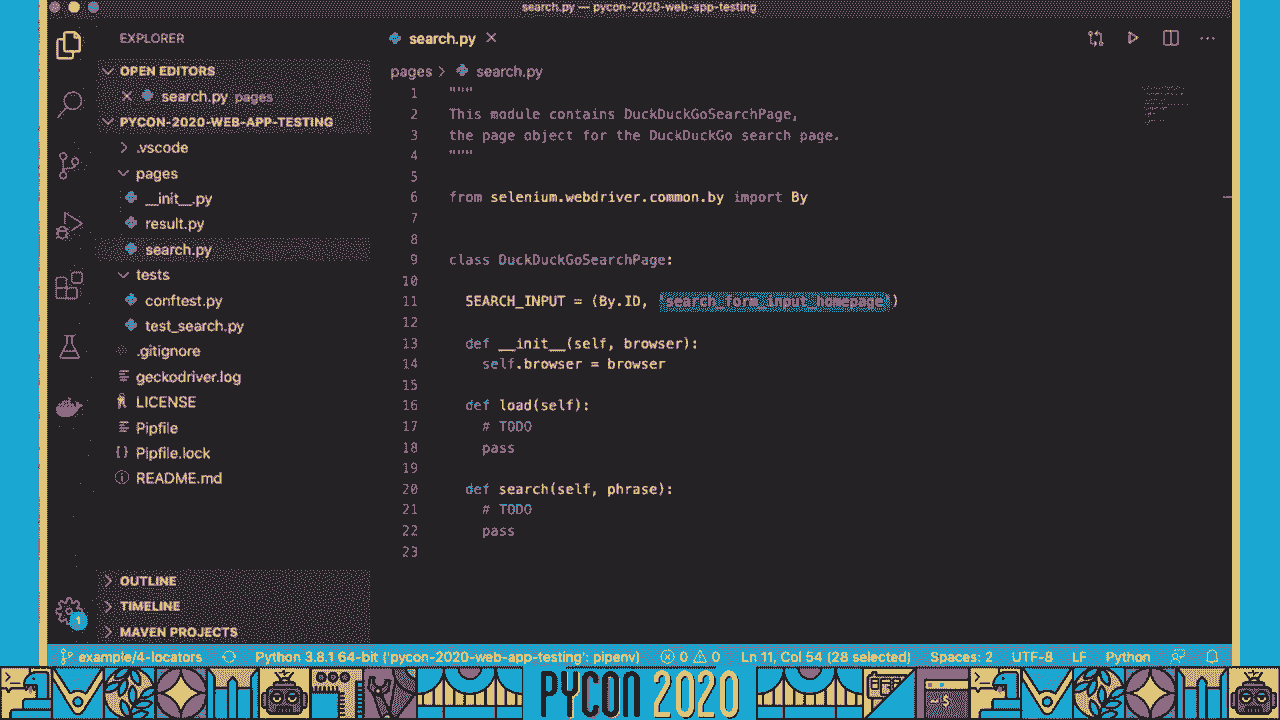 search.py — pycon-2020-web-app-testing
EXPLORER
OPEN EDITORS
search.py pages
PYCON-2020-WEB-APP-TESTING
.vscode
pages
__init__.py
result.py
search.py
tests
conftest.py
test_search.py
.gitignore
geckodriver.log
LICENSE
Pipfile
{} Pipfile.lock
README.md
OUTLINE
TIMELINE
MAVEN PROJECTS
1
search.py
pages > search.py
1 """
2 This module contains DuckDuckGoSearchPage,
3 the page object for the DuckDuckGo search page.
4 """
5
6 from selenium.webdriver.common.by import By
7
8
9 class DuckDuckGoSearchPage:
10
11 SEARCH_INPUT = (By.ID, 'search_form_input_homepage')
12
13 def __init__(self, browser):
14 self.browser = browser
15
16 def load(self):
17 # TODO
18 pass
19
20 def search(self, phrase):
21 # TODO
22 pass
23
example/4-locators Python 3.8.1 64-bit ('pycon-2020-web-app-testing': pipenv) 0 0 Ln 11, Col 54 (28 selected) Spaces: 2 UTF-8 LF Python
>_ PYCON 2020 ~$ >_